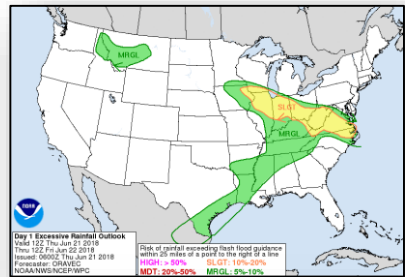 MRGL
SLGT
MRGL
NOAA
Day 1 Excessive Rainfall Outlook
Valid 12Z Thu Jun 21 2018
Thru 12Z Fri Jun 22 2018
Issued: 0600Z Thu Jun 21 2018
Forecaster: ORAVEC
NOAA/NWS/NCEP/WPC
Risk of rainfall exceeding flash flood guidance
within 25 miles of a point to the right of a line
HIGH: > 50% SLGT: 10%-20%
MDT: 20%-50% MRGL: 5%-10%